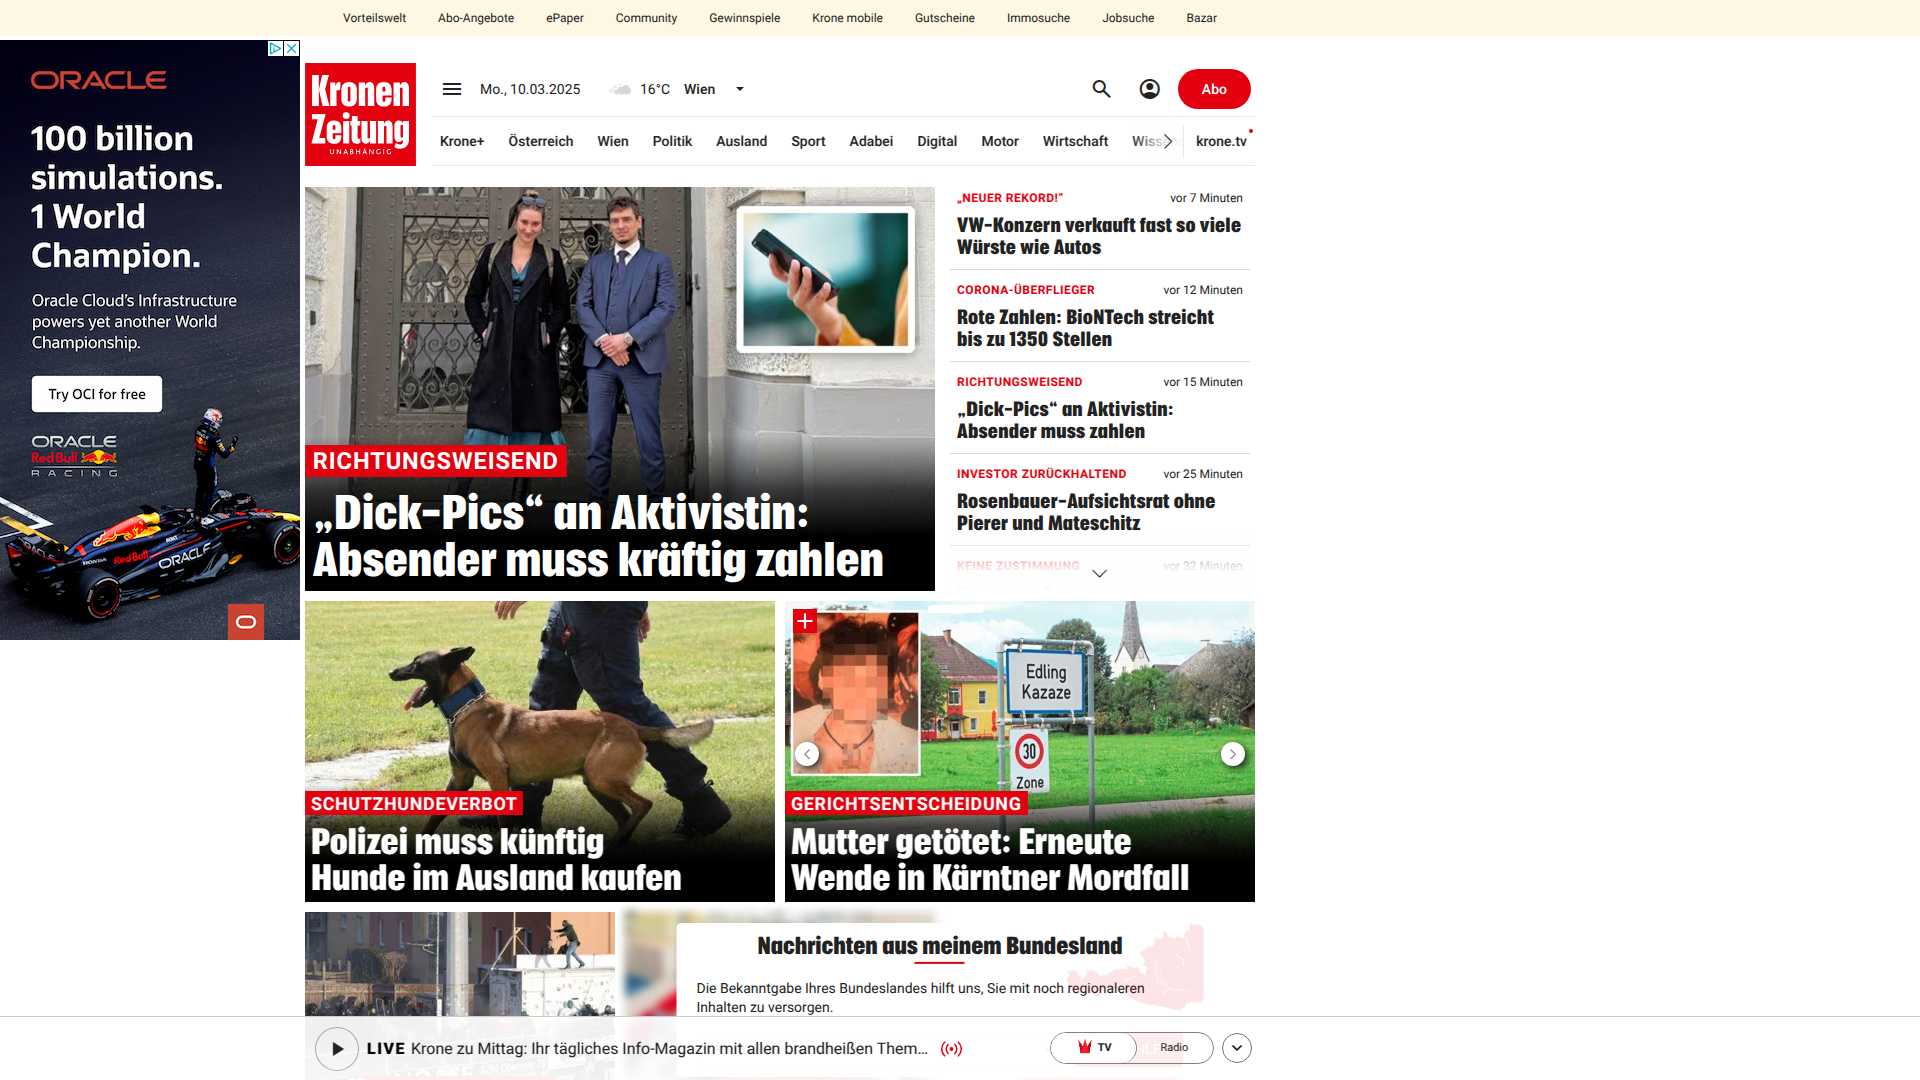 Vorteilswelt Abo-Angebote ePaper Community Gewinnspiele Krone mobile Gutscheine Immosuche Jobsuche Bazar
ORACLE
100 billion
simulations.
1 World
Champion.
Oracle Cloud's Infrastructure
powers yet another World
Championship.
Try OCI for free
ORACLE
Red Bull
RACING
Kronen
Zeitung
UNABHÄNGIG
Mo., 10.03.2025 16°C Wien
Abo
Krone+ Österreich Wien Politik Ausland Sport Adabei Digital Motor Wirtschaft krone.tv
RICHTUNGSWEISEND
„Dick-Pics“ an Aktivistin:
Absender muss kräftig zahlen
„NEUER REKORD!“ vor 7 Minuten
VW-Konzern verkauft fast so viele
Würste wie Autos
CORONA-ÜBERFLIEGER vor 12 Minuten
Rote Zahlen: BioNTech streicht
bis zu 1350 Stellen
RICHTUNGSWEISEND vor 15 Minuten
„Dick-Pics“ an Aktivistin:
Absender muss zahlen
INVESTOR ZURÜCKHALTEND vor 25 Minuten
Rosenbauer-Aufsichtsrat ohne
Pierer und Mateschitz
KEINE ZUSTIMMUNG vor 32 Minuten
SCHUTZHUNDEVERBOT
Polizei muss künftig
Hunde im Ausland kaufen
Edling
Kazaze
30
Zone
GERICHTSENTSCHEIDUNG
Mutter getötet: Erneute
Wende in Kärntner Mordfall
Nachrichten aus meinem Bundesland
Die Bekanntgabe Ihres Bundeslandes hilft uns, Sie mit noch regionaleren
Inhalten zu versorgen.
LIVE Krone zu Mittag: Ihr tägliches Info-Magazin mit allen brandheißen Them...
TV Radio